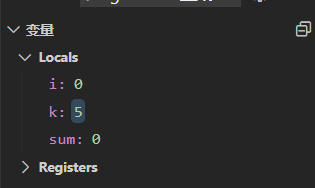 变量
Locals
i: 0
k: 5
sum: 0
Registers